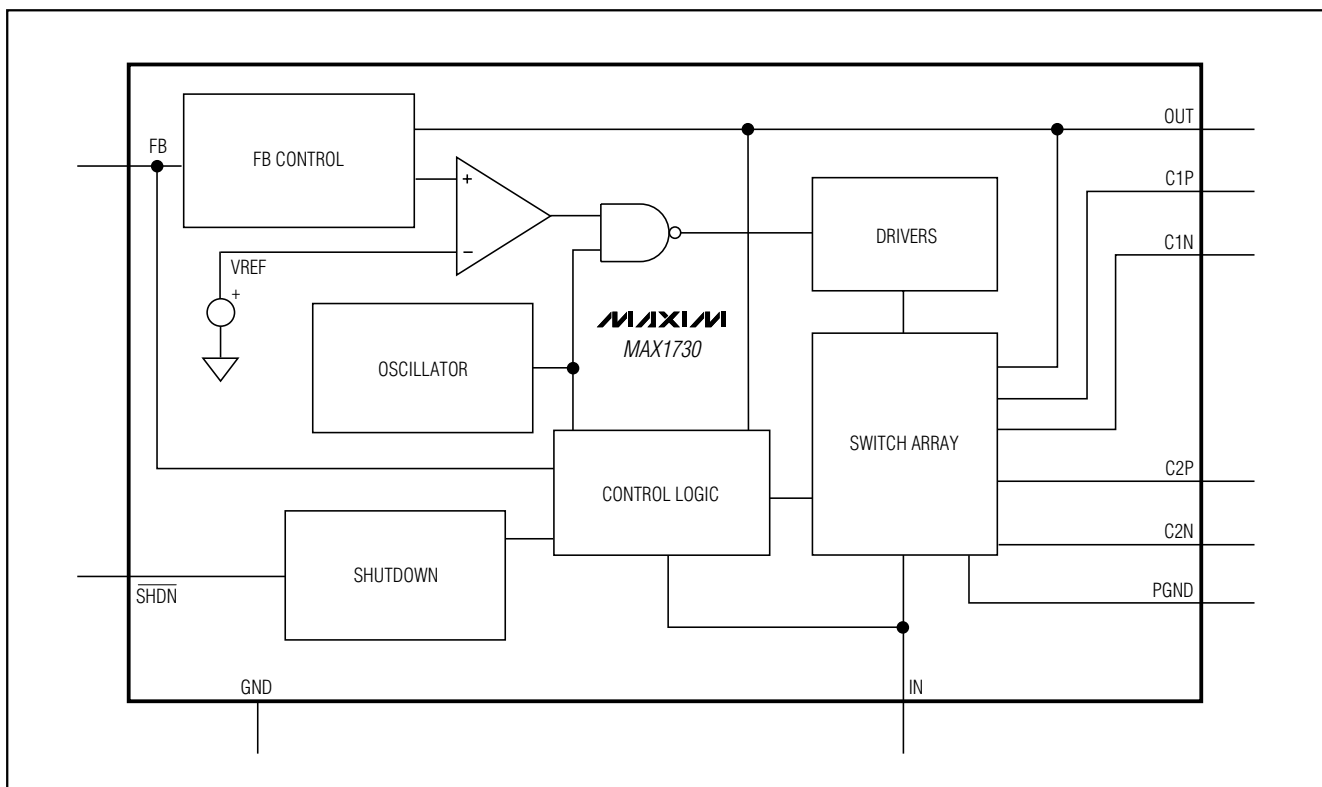 OUT
FB
FB CONTROL
C1P
+
DRIVERS
C1N
−
VREF
+
MAXIM
MAX1730
OSCILLATOR
SWITCH ARRAY
C2P
CONTROL LOGIC
C2N
SHUTDOWN
SHDN
PGND
GND
IN